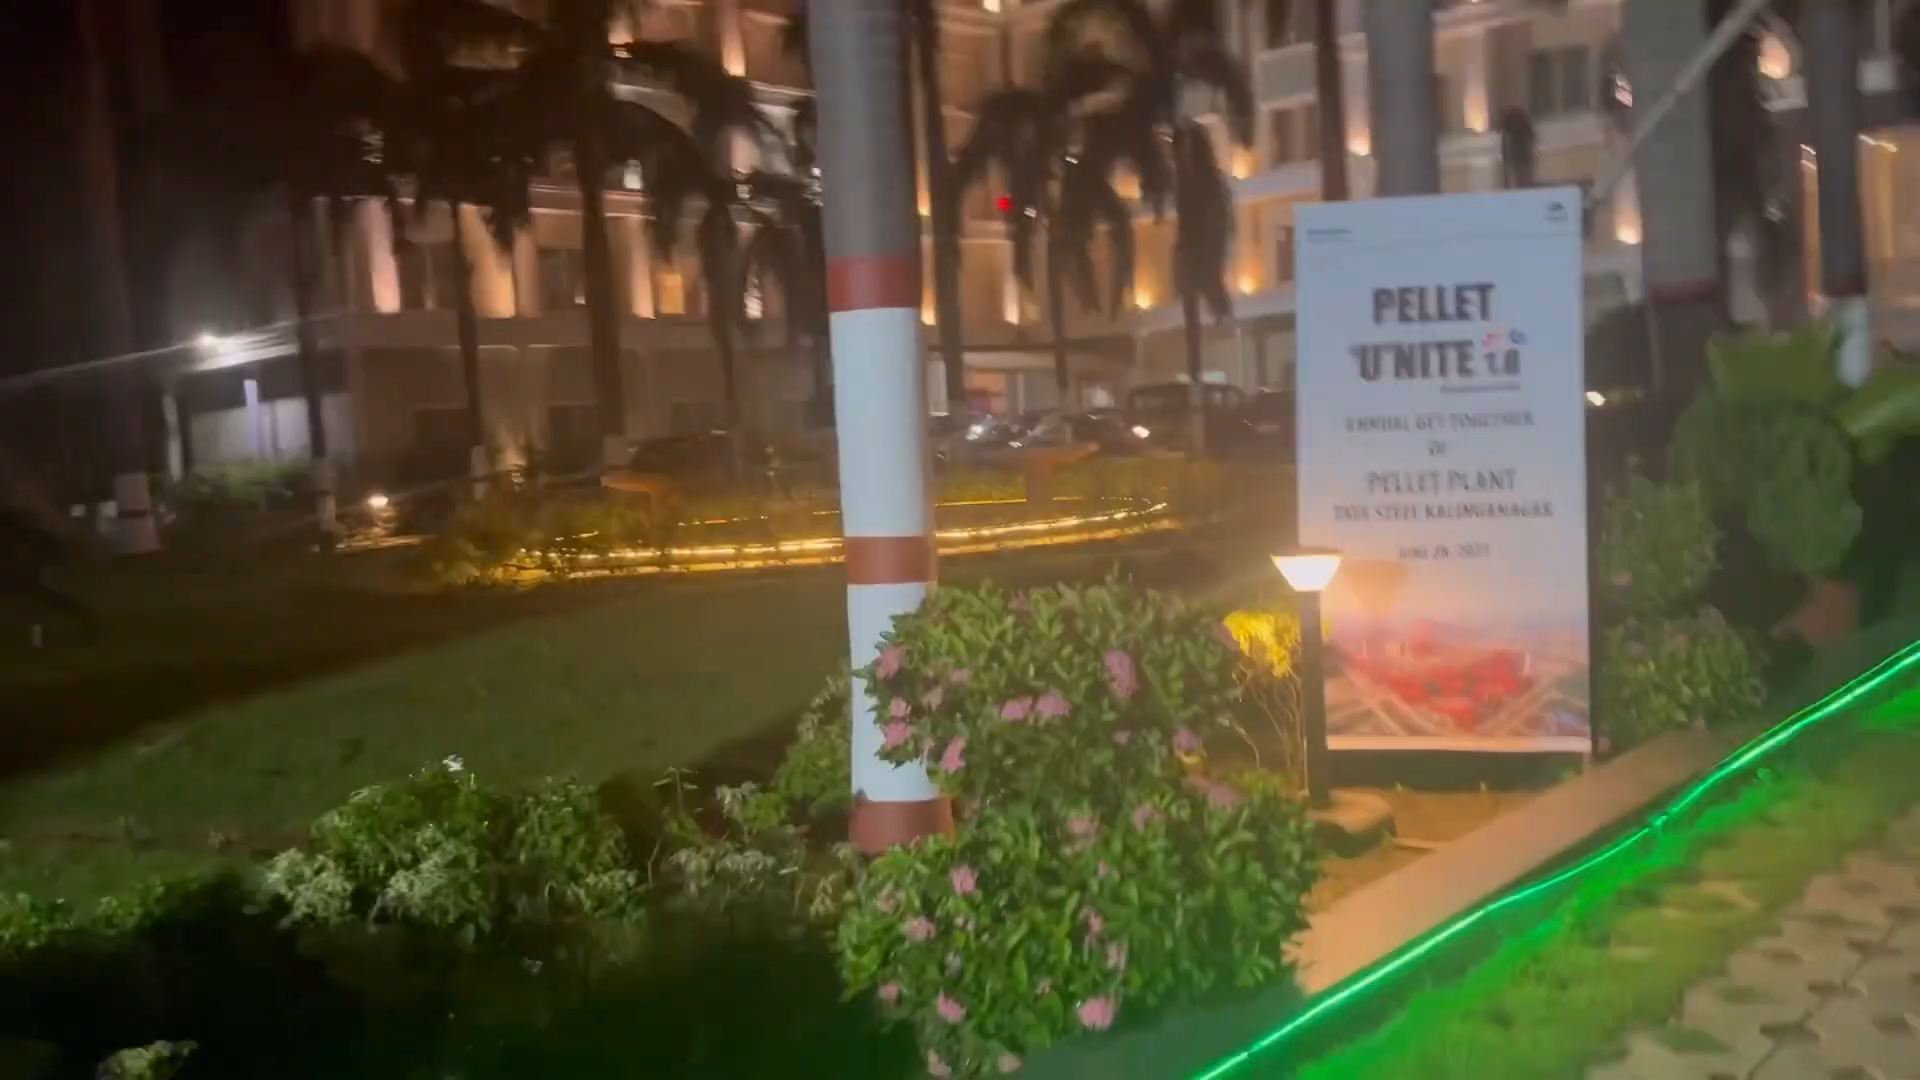 PELLET
U'NITE 1.0
ANNUAL GET TOGETHER
OF
PELLET PLANT
TATA STEEL KALINGANAGAR